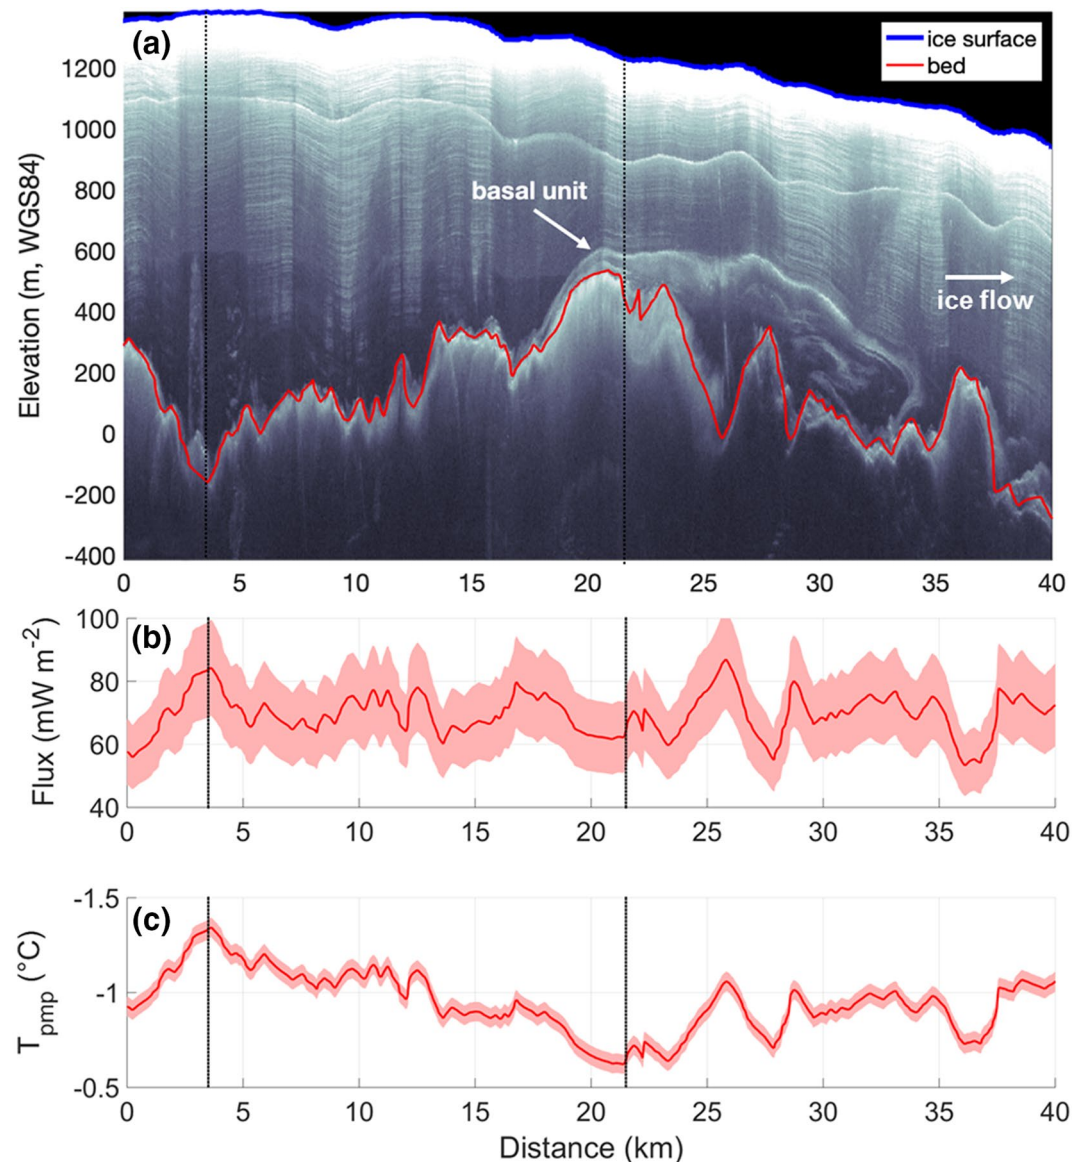 (a)
ice surface
bed
1200
1000
800
600
400
200
0
-200
-400
Elevation (m, WGS84)
basal unit
ice flow
0 5 10 15 20 25 30 35 40
(b)
100
80
60
40
Flux (mW m-2)
0 5 10 15 20 25 30 35 40
(c)
-1.5
-1
-0.5
Tpmp (°C)
0 5 10 15 20 25 30 35 40
Distance (km)